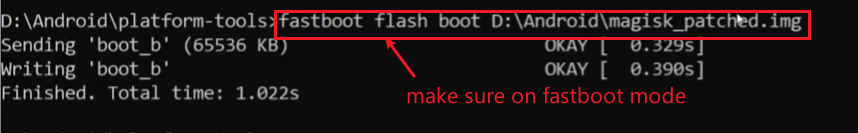 D:\Android\platform-tools>fastboot flash boot D:\Android\magisk_patched.img
Sending 'boot_b' (65536 KB) OKAY [ 0.329s]
Writing 'boot_b' OKAY [ 0.390s]
Finished. Total time: 1.022s
make sure on fastboot mode